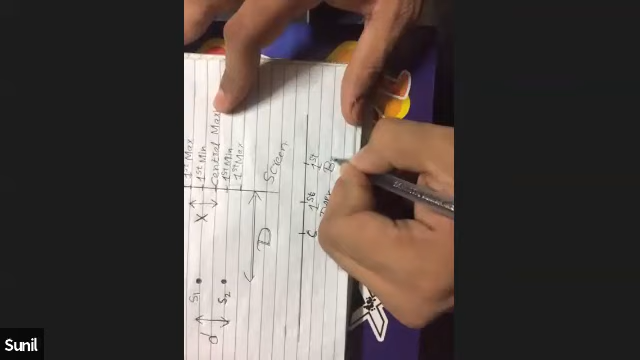 1st Max
1st Min
Central Max
1st Min
1st Max
Screen
X
D
S1
S2
d
C
1st
1st
B
Sunil